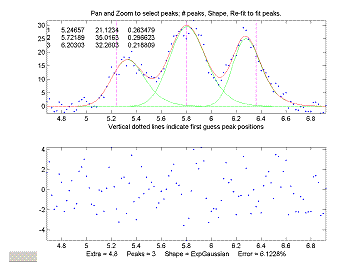 Pan and Zoom to select peaks; # peaks, Shape, Re-fit to fit peaks.
30
1 5.24657 21.1234 0.263479
25
2 5.72189 35.0163 0.296623
20
3 6.20303 32.2603 0.218809
15
10
5
0
4.8 5 5.2 5.4 5.6 5.8 6 6.2 6.4 6.6 6.8
Vertical dotted lines indicate first guess peak positions
4
2
0
-2
-4
4.8 5 5.2 5.4 5.6 5.8 6 6.2 6.4 6.6 6.8
Extra = 4.8 Peaks = 3 Shape = ExpGaussian Error = 6.1228%